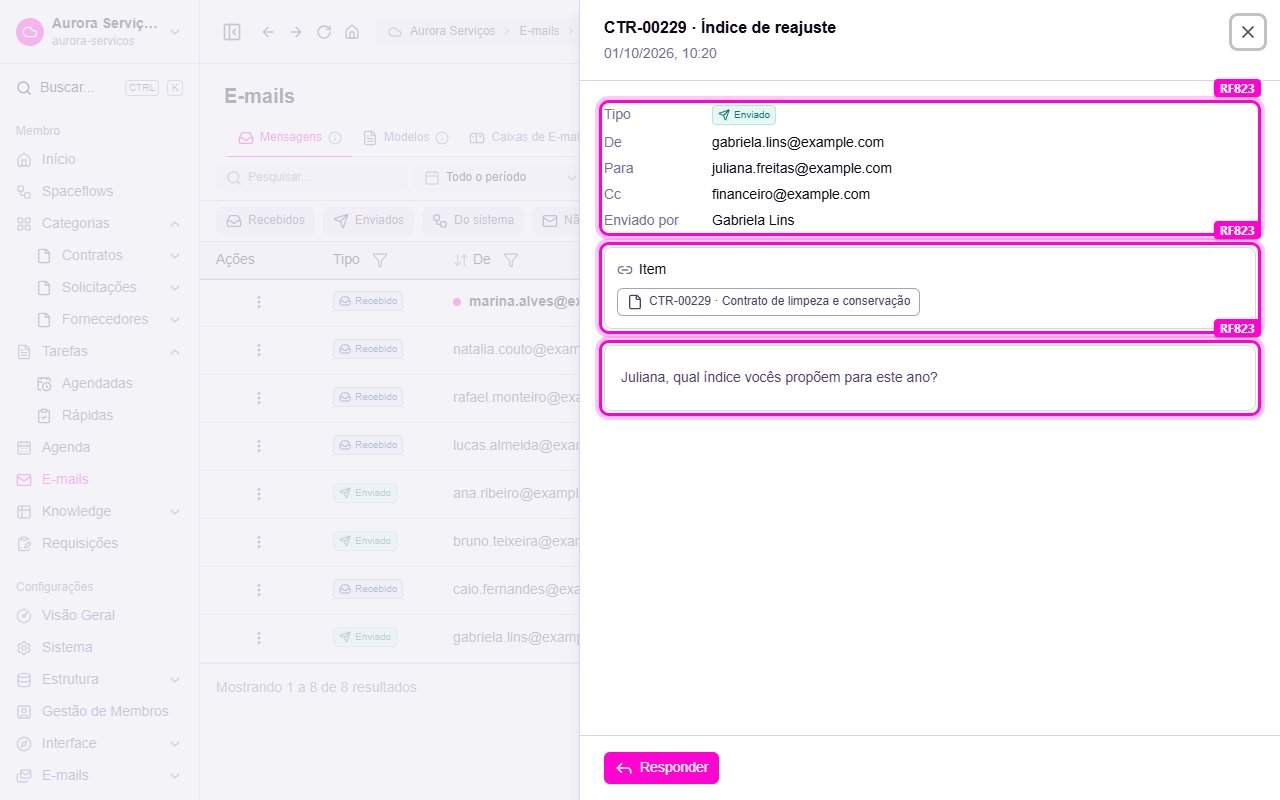 Aurora Serviç...
aurora-servicos
Buscar...
CTRL K
Membro
Início
Spaceflows
Categorias
Contratos
Solicitações
Fornecedores
Tarefas
Agendadas
Rápidas
Agenda
E-mails
Knowledge
Requisições
Configurações
Visão Geral
Sistema
Estrutura
Gestão de Membros
Interface
E-mails
Aurora Serviços
E-mails
E-mails
Mensagens
Modelos
Caixas de E-mai
Pesquisar...
Todo o período
Recebidos
Enviados
Do sistema
Nã
Ações Tipo De
Recebido marina.alves@ex
Recebido natalia.couto@exam
Recebido rafael.monteiro@exa
Recebido lucas.almeida@exa
Enviado ana.ribeiro@exampl
Enviado bruno.teixeira@exar
Recebido caio.fernandes@exa
Enviado gabriela.lins@examp
Mostrando 1 a 8 de 8 resultados
CTR-00229 · Índice de reajuste
01/10/2026, 10:20
RF823
Tipo Enviado
De gabriela.lins@example.com
Para juliana.freitas@example.com
Cc financeiro@example.com
Enviado por Gabriela Lins
RF823
Item
CTR-00229 · Contrato de limpeza e conservação
RF823
Juliana, qual índice vocês propõem para este ano?
Responder